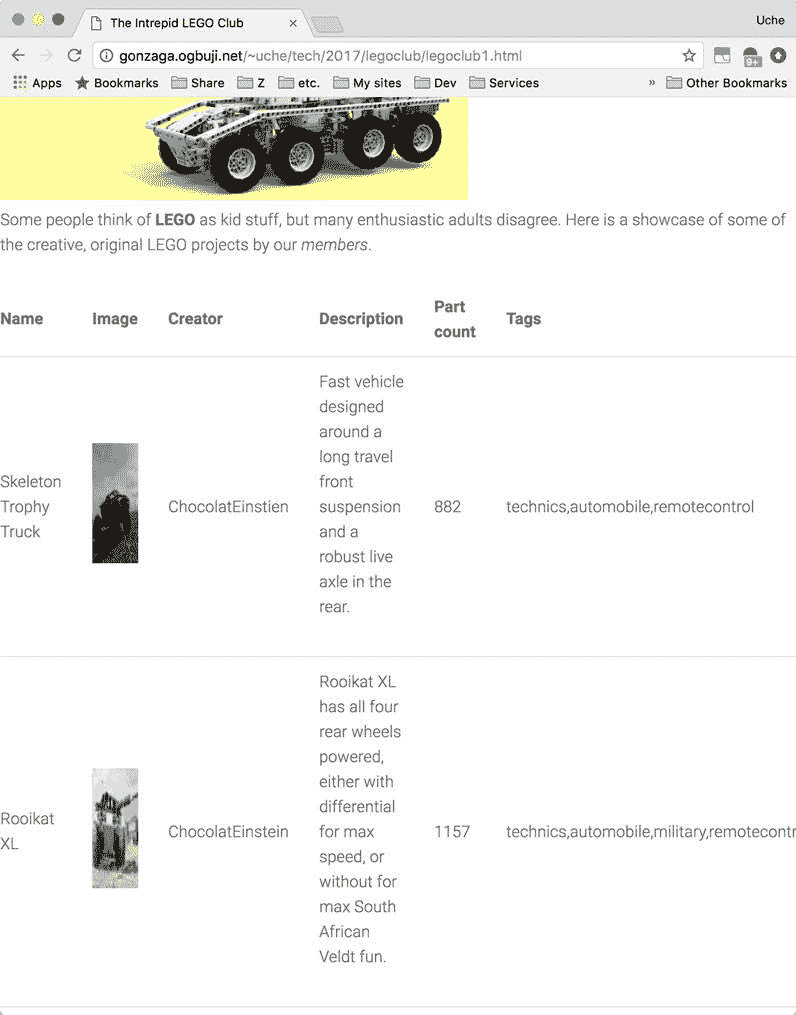 The Intrepid LEGO Club
Uche
gonzaga.ogbuji.net/~uche/tech/2017/legoclub/legoclub1.html
9+
Apps Bookmarks Share Z etc. My sites Dev Services » Other Bookmarks
Some people think of LEGO as kid stuff, but many enthusiastic adults disagree. Here is a showcase of some of
the creative, original LEGO projects by our members.
Name Image Creator Description Part count Tags
Skeleton
Trophy
Truck
ChocolatEinstien
Fast vehicle
designed
around a
long travel
front
suspension
and a
robust live
axle in the
rear.
882
technics,automobile,remotecontrol
Rooikat
XL
ChocolatEinstein
Rooikat XL
has all four
rear wheels
powered,
either with
differential
for max
speed, or
without for
max South
African
Veldt fun.
1157
technics,automobile,military,remotecontr